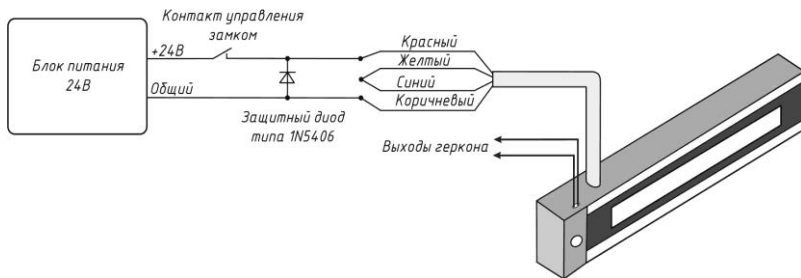 Контакт управления
замком
+24В
Блок питания
24В
Общий
Защитный диод
типа 1N5406
Красный
Желтый
Синий
Коричневый
Выходы геркона